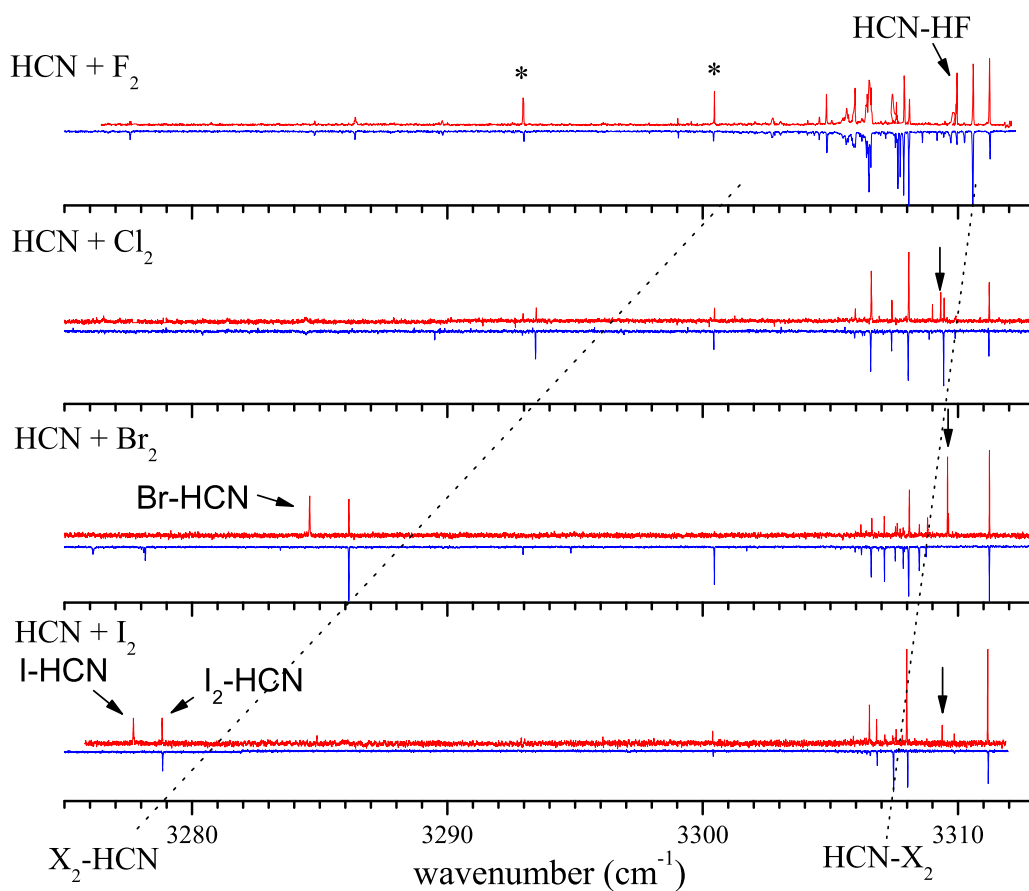 HCN-HF
HCN + F2
*
*
HCN + Cl2
HCN + Br2
Br-HCN
HCN + I2
I-HCN
I2-HCN
3280
3290
3300
3310
X2-HCN
wavenumber (cm-1)
HCN-X2